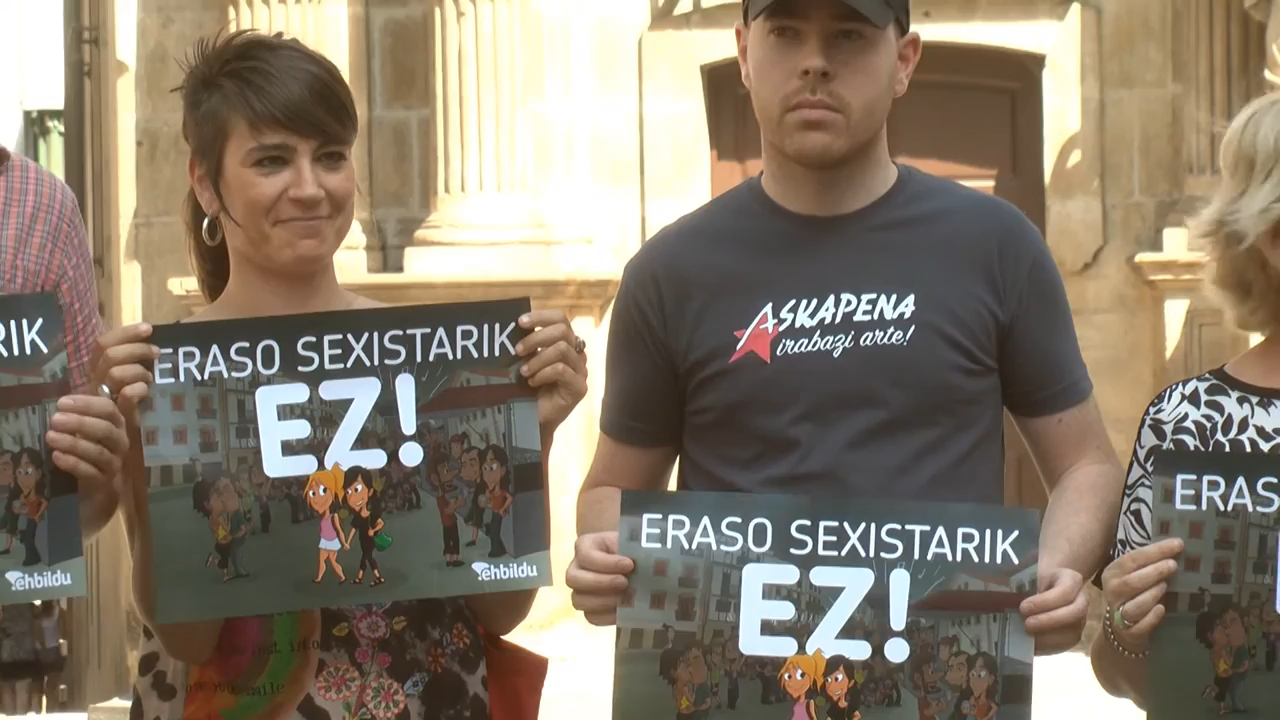 RIK
ehbildu
ERASO SEXISTARIK
EZ!
ehbildu
ASKAPENA
irabazi arte!
ERASO SEXISTARIK
EZ!
ERAS